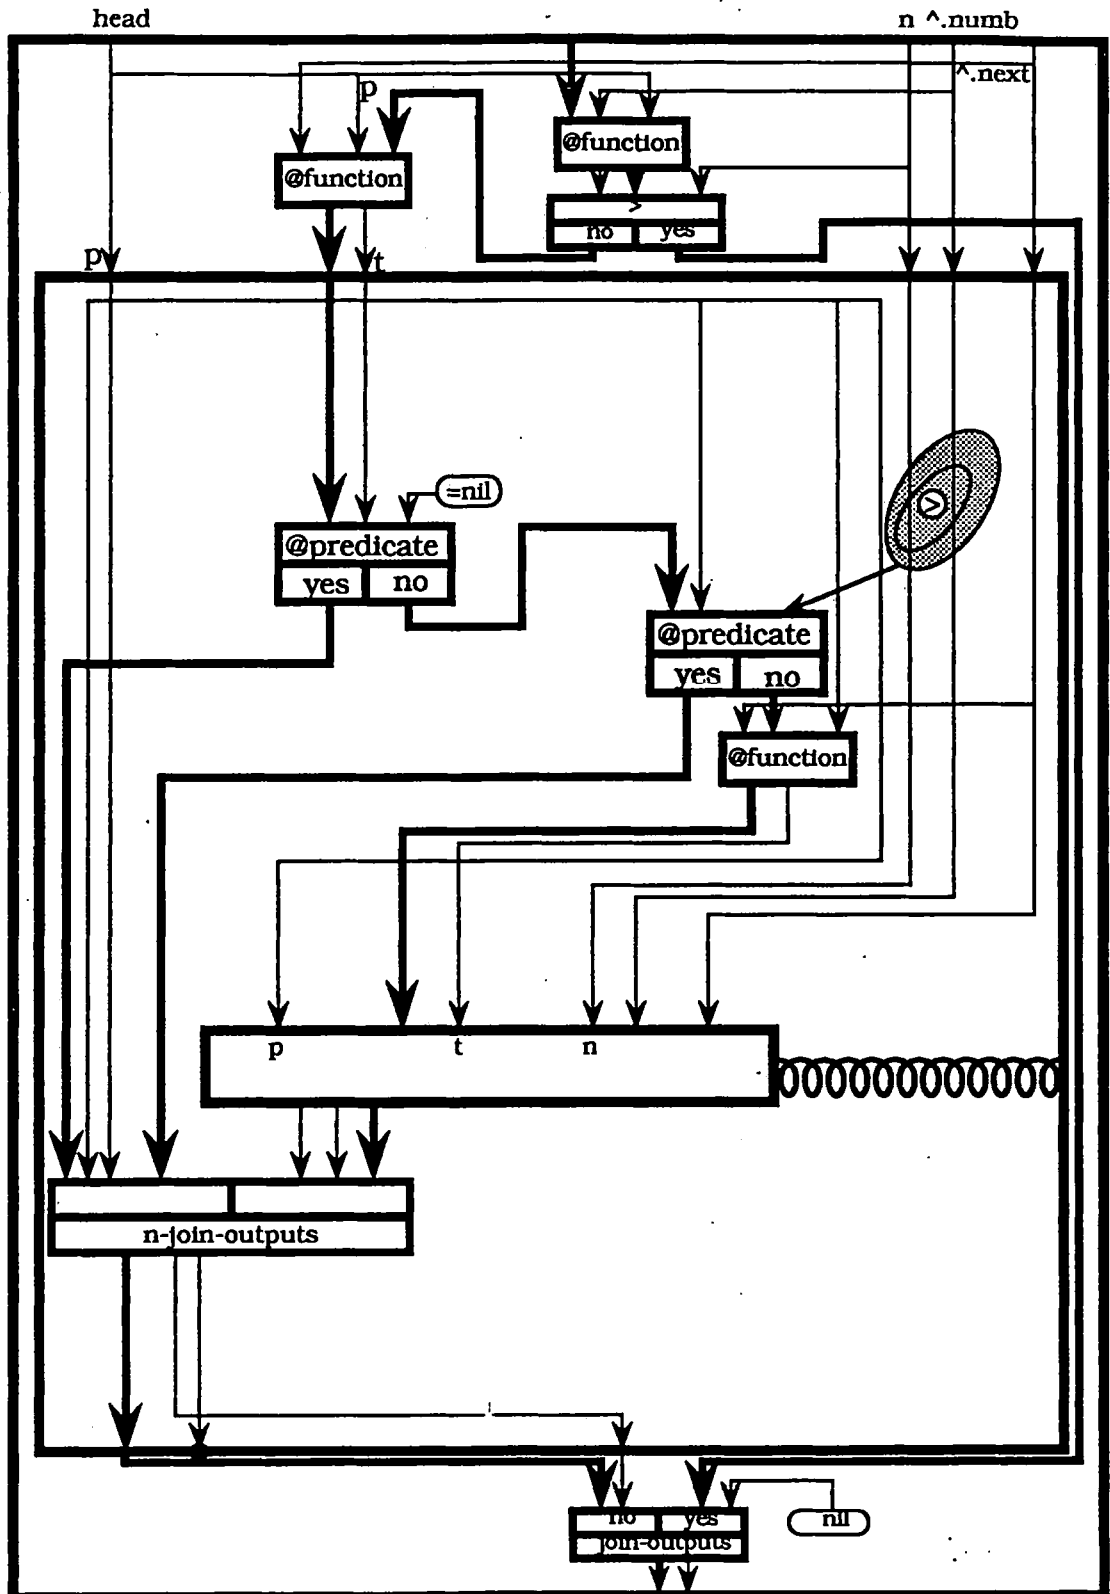 head
n ^.numb
^.next
p
@function
@function
>
no yes
p
t
=nil
>
@predicate
yes no
@predicate
yes no
@function
p t n
n-join-outputs
no yes
nil
join-outputs